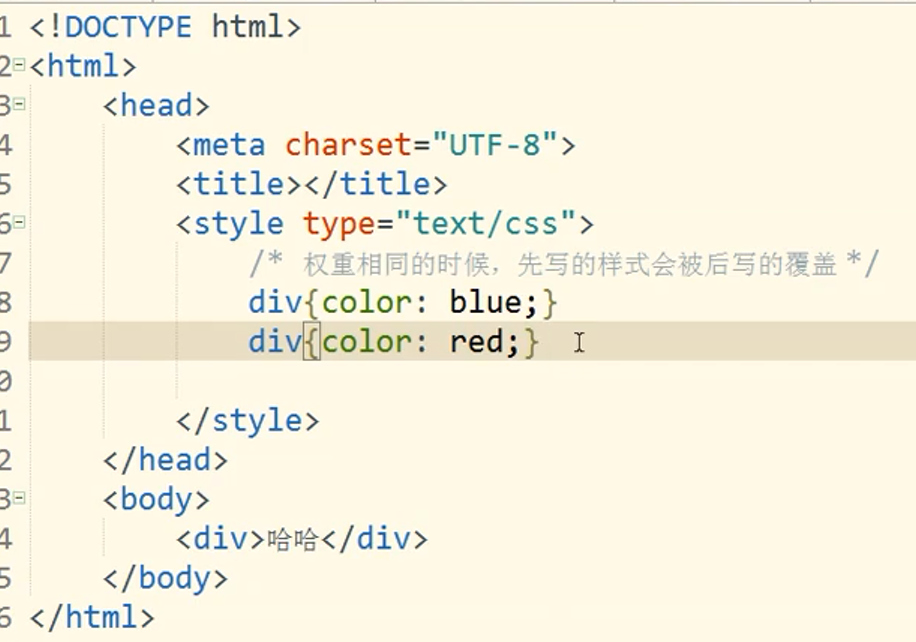 1 <!DOCTYPE html>
2 <html>
3 <head>
4 <meta charset="UTF-8">
5 <title></title>
6 <style type="text/css">
7 /* 权重相同的时候，先写的样式会被后写的覆盖 */
8 div{color: blue;}
9 div{color: red;}
0
1 </style>
2 </head>
3 <body>
4 <div>哈哈</div>
5 </body>
6 </html>